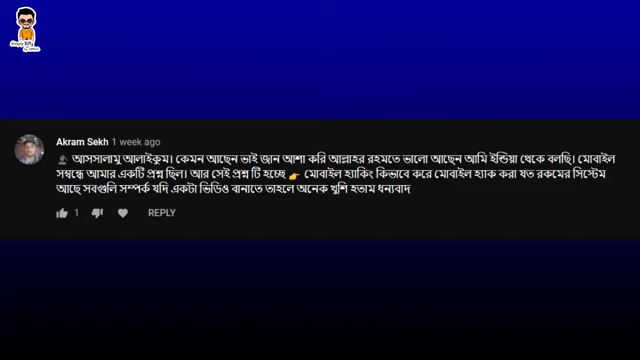 Simply Silly
Akram Sekh 1 week ago
আসসালামু আলাইকুম। কেমন আছেন ভাই জান আশা করি আল্লাহর রহমতে ভালো আছেন আমি ইন্ডিয়া থেকে বলছি। মোবাইল
সম্বন্ধে আমার একটি প্রশ্ন ছিল। আর সেই প্রশ্ন টি হচ্ছে 👉 মোবাইল হ্যাকিং কিভাবে করে মোবাইল হ্যাক করা যত রকমের সিস্টেম
আছে সবগুলি সম্পর্ক যদি একটা ভিডিও বানাতে তাহলে অনেক খুশি হতাম ধন্যবাদ
1 REPLY